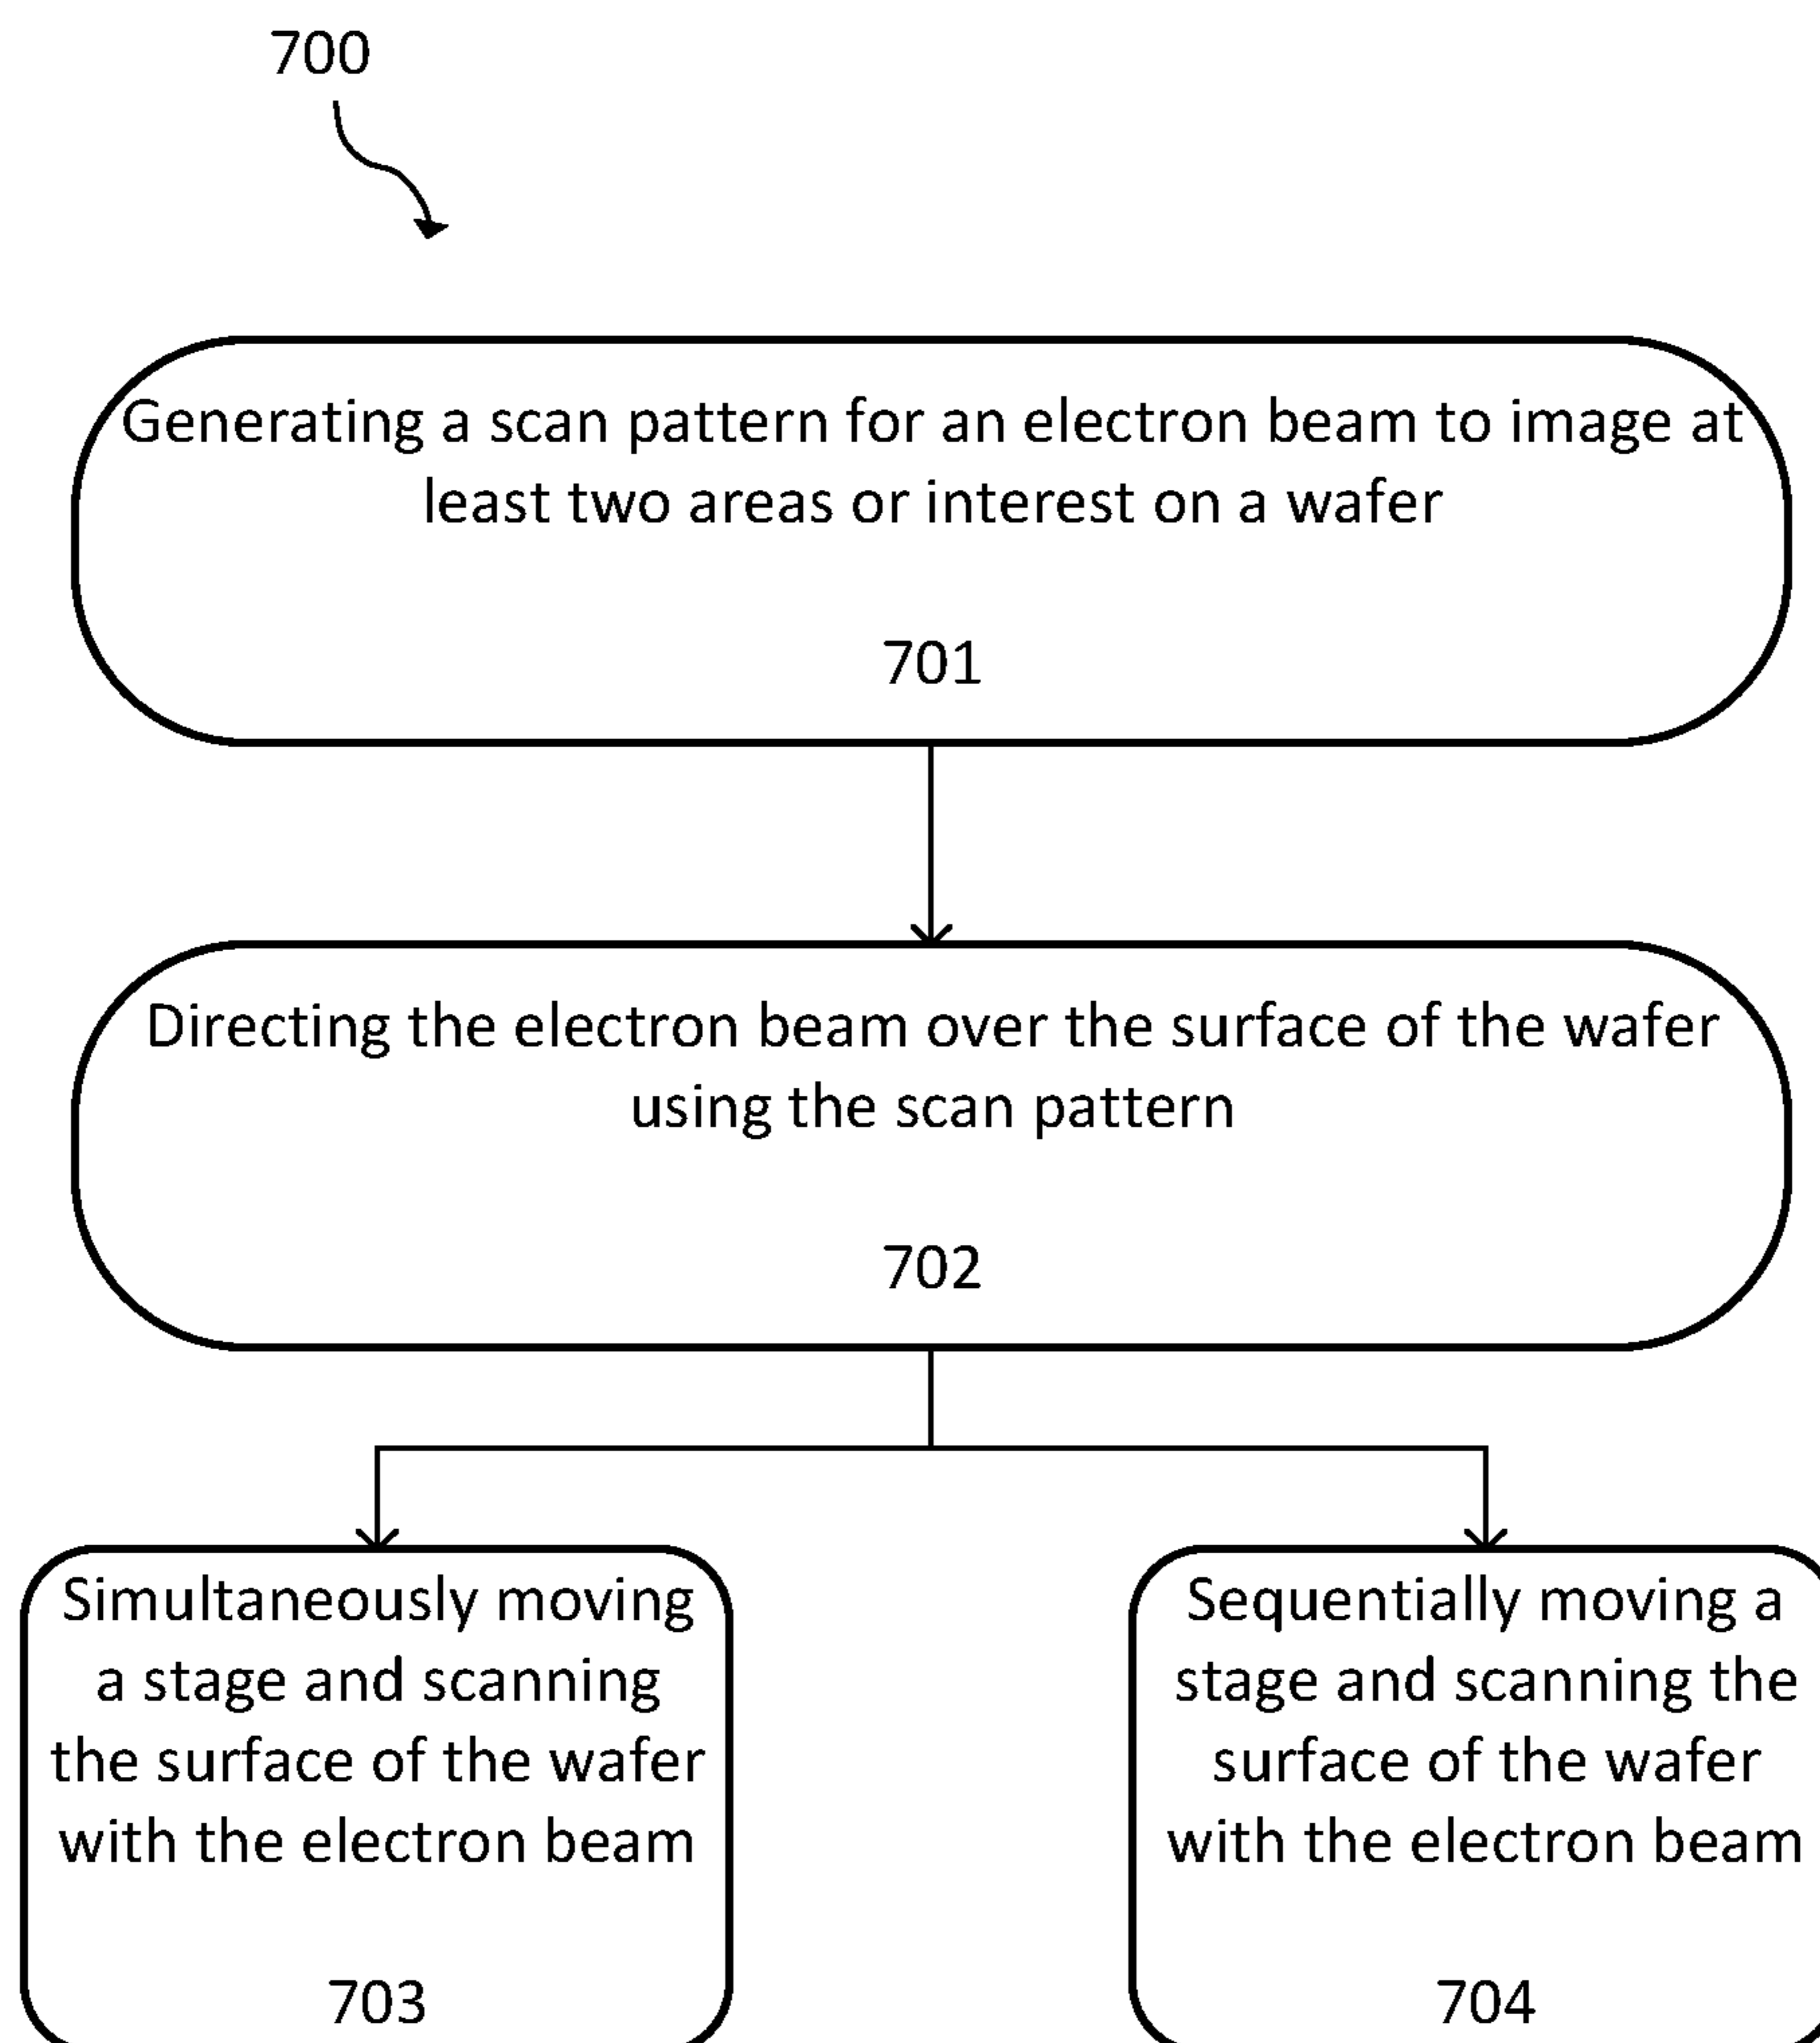 700
Generating a scan pattern for an electron beam to image at
least two areas or interest on a wafer
701
Directing the electron beam over the surface of the wafer
using the scan pattern
702
Simultaneously moving
a stage and scanning
the surface of the wafer
with the electron beam
703
Sequentially moving a
stage and scanning the
surface of the wafer
with the electron beam
704